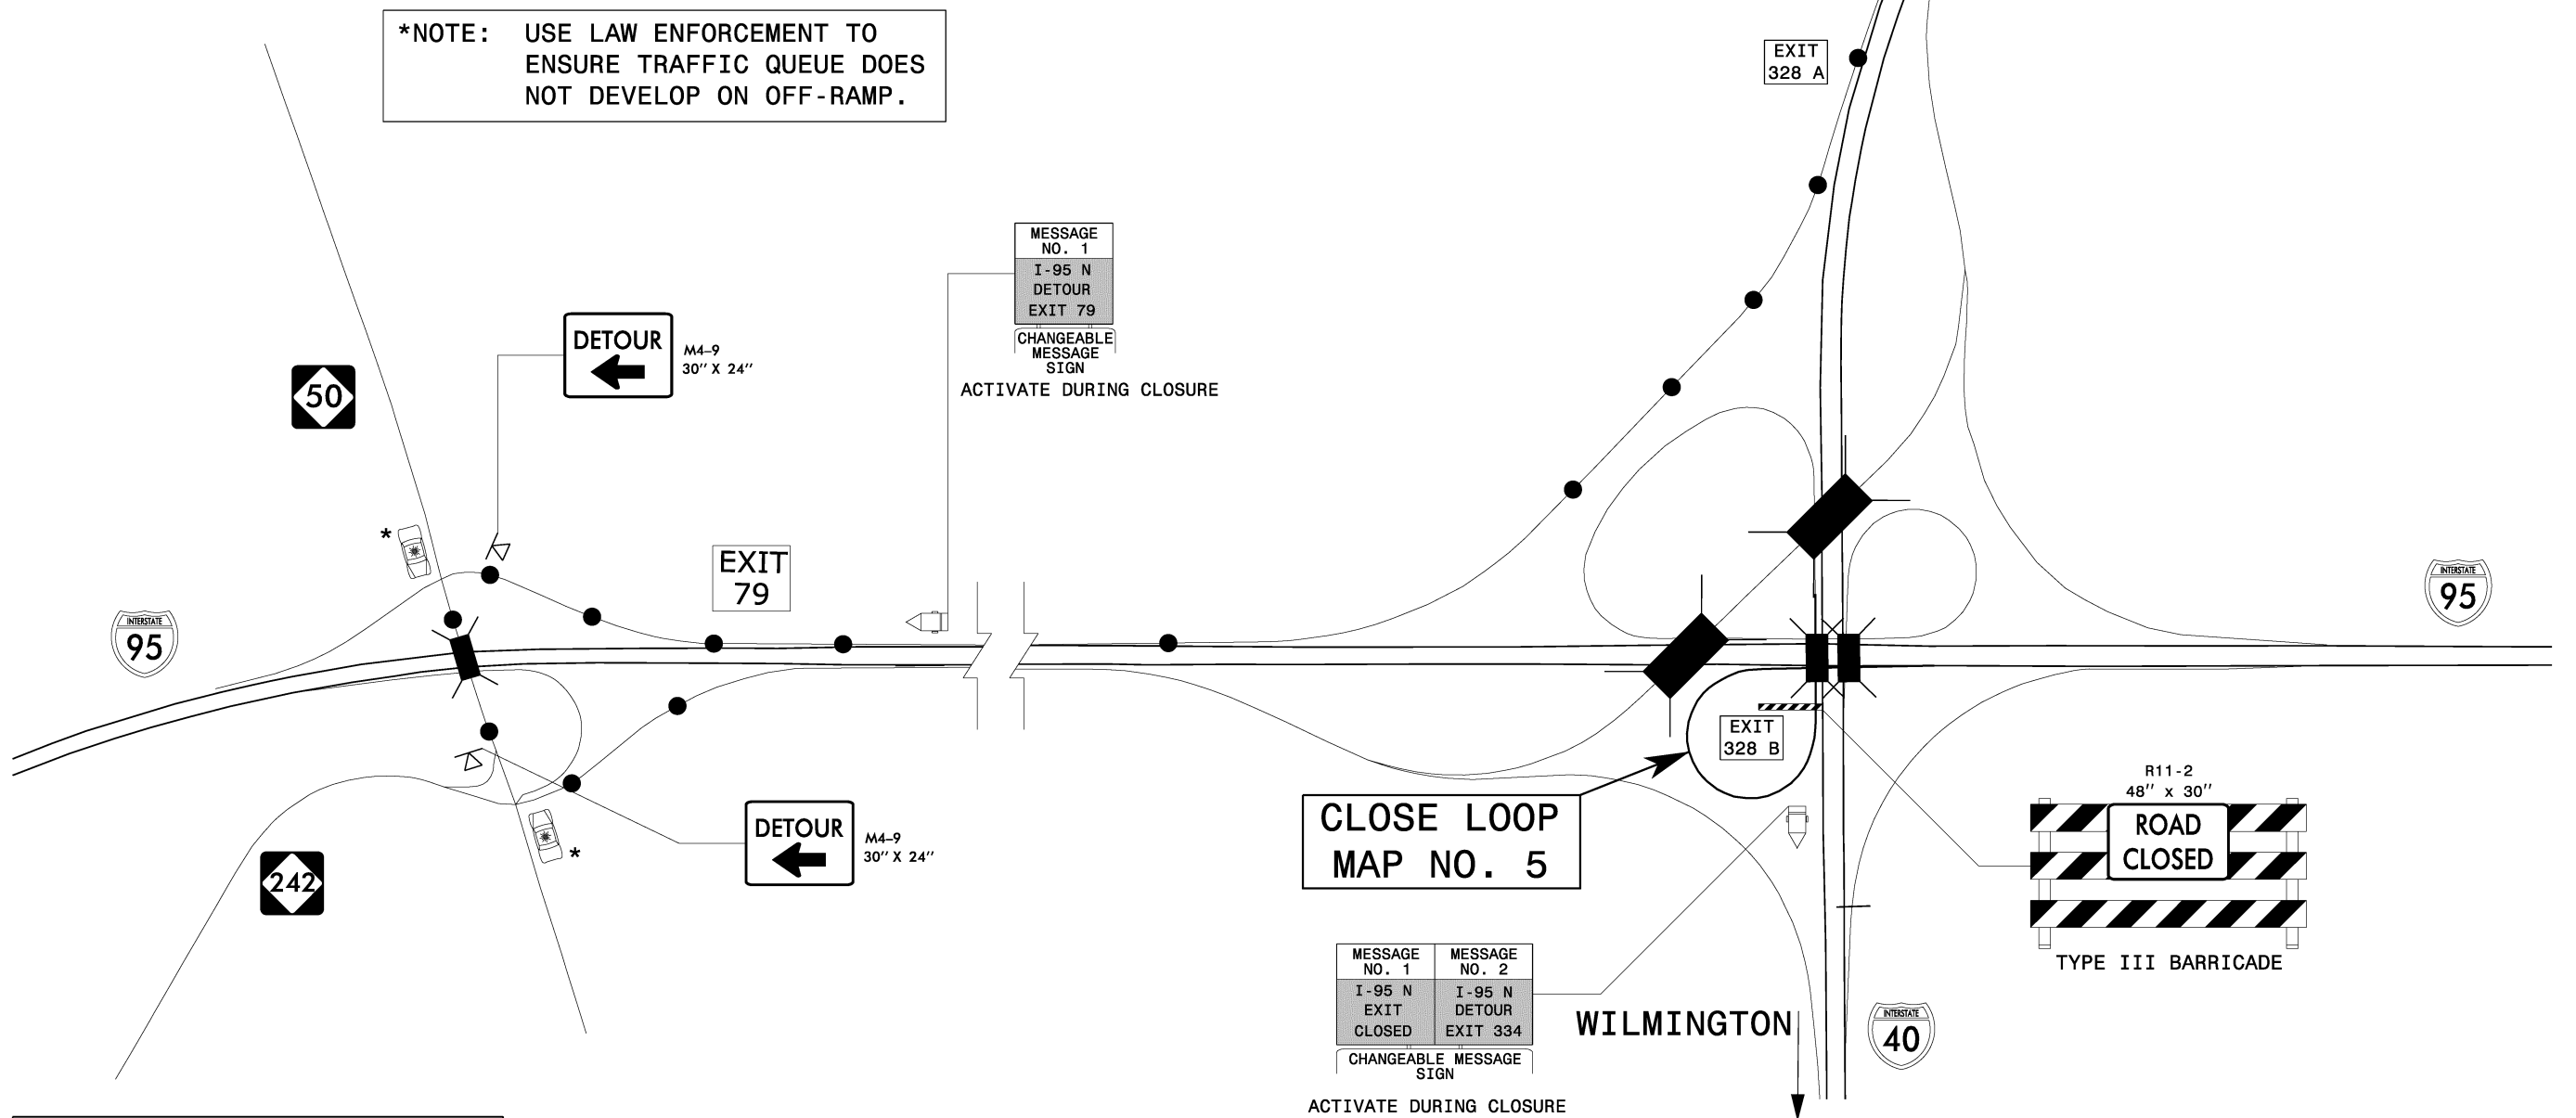 *NOTE: USE LAW ENFORCEMENT TO
ENSURE TRAFFIC QUEUE DOES
NOT DEVELOP ON OFF-RAMP.
EXIT
328 A
MESSAGE
NO. 1
I-95 N
DETOUR
EXIT 79
CHANGEABLE
MESSAGE
SIGN
ACTIVATE DURING CLOSURE
DETOUR
M4-9
30" X 24"
50
*
EXIT
79
INTERSTATE
95
INTERSTATE
95
EXIT
328 B
CLOSE LOOP
MAP NO. 5
R11-2
48" x 30"
ROAD
CLOSED
TYPE III BARRICADE
DETOUR
M4-9
30" X 24"
*
242
MESSAGE
NO. 1
I-95 N
EXIT
CLOSED
MESSAGE
NO. 2
I-95 N
DETOUR
EXIT 334
CHANGEABLE MESSAGE
SIGN
ACTIVATE DURING CLOSURE
WILMINGTON
INTERSTATE
40